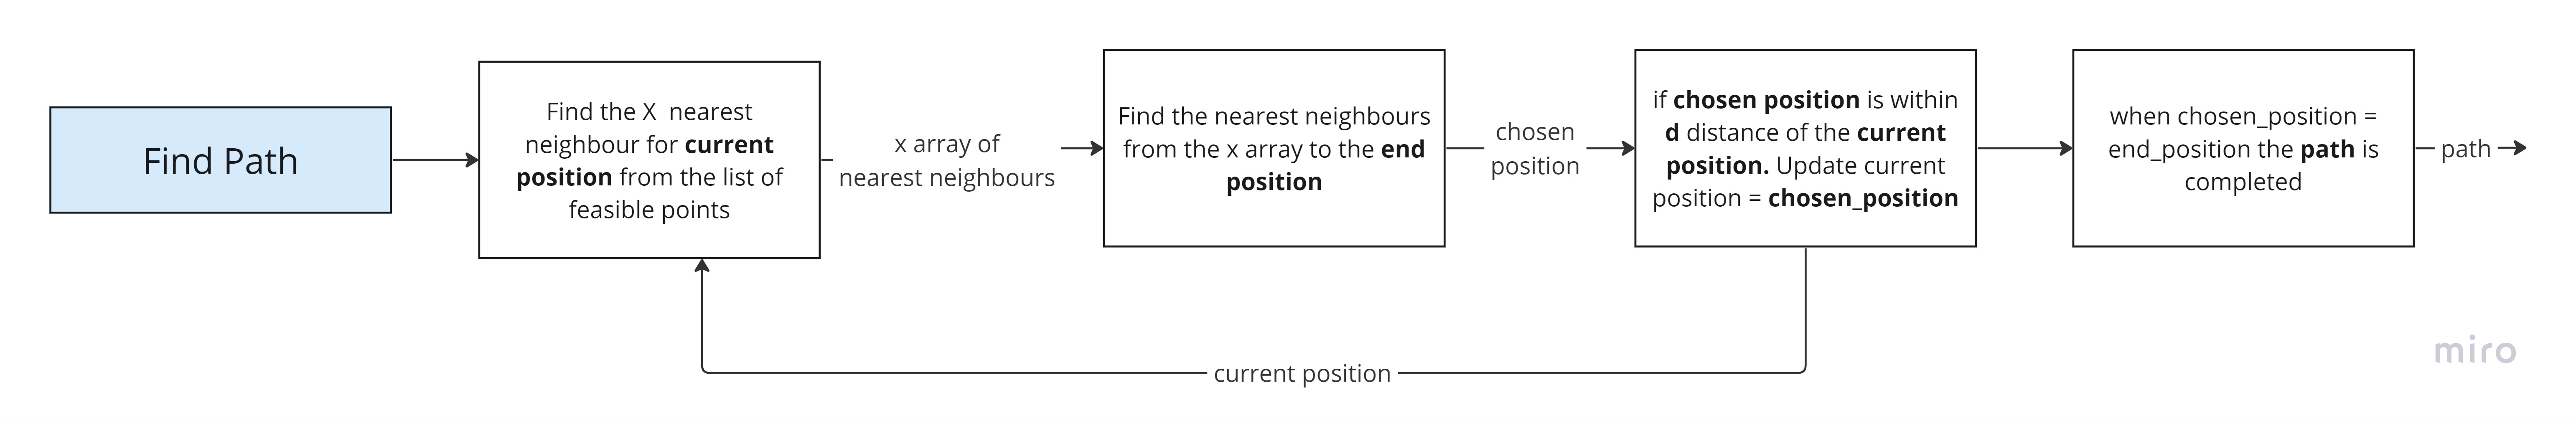 Find Path
Find the X  nearest
neighbour for current
position from the list of
feasible points
x array of
nearest neighbours
Find the nearest neighbours
from the x array to the end
position
chosen
position
if chosen position is within
d distance of the current
position. Update current
position = chosen_position
when chosen_position =
end_position the path is
completed
path
current position
miro